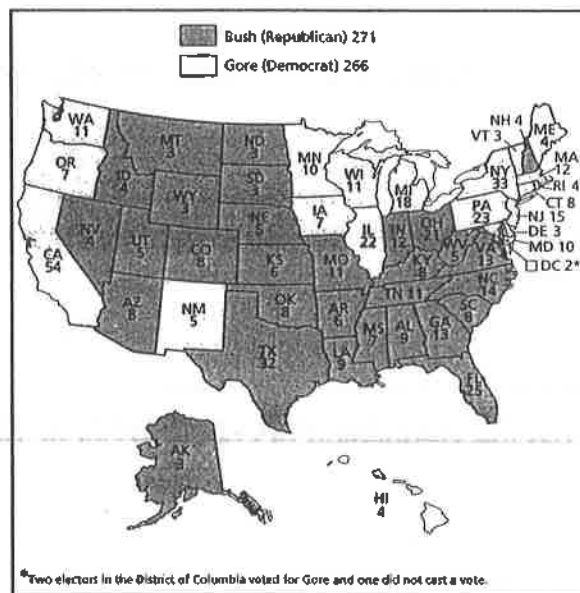 Bush (Republican) 271
Gore (Democrat) 266
WA
11
OR
7
CA
54
NV
4
ID
4
MT
3
WY
3
UT
5
AZ
8
CO
8
NM
5
ND
3
SD
3
NE
5
KS
6
OK
8
TX
32
MN
10
IA
7
MO
11
AR
6
LA
9
WI
11
IL
22
MI
18
IN
12
OH
KY
8
TN 11
MS
7
AL
9
GA
13
FL
25
SC
8
NC
14
VA
13
WV
5
PA
23
NY
33
VT 3
NH 4
ME
4
MA
12
RI 4
CT 8
NJ 15
DE 3
MD 10
DC 2*
AK
3
HI
4
*Two electors in the District of Columbia voted for Gore and one did not cast a vote.